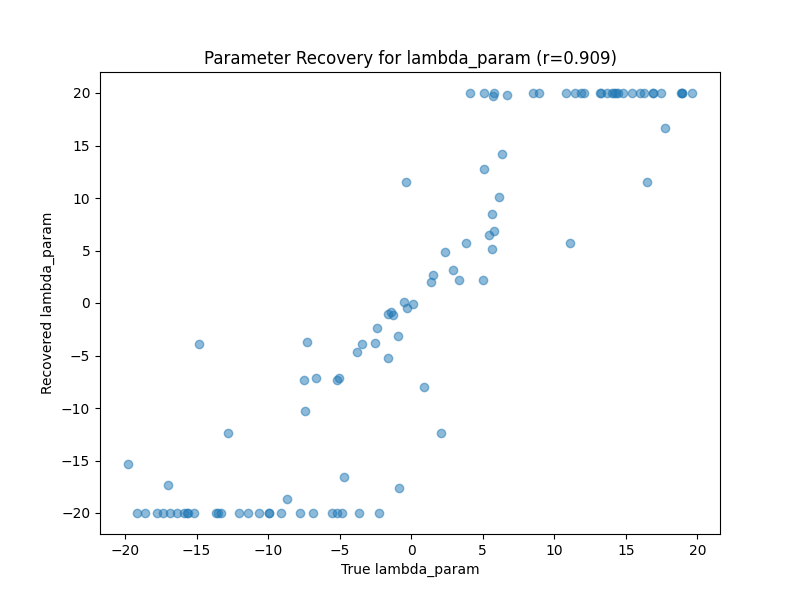 Parameter Recovery for lambda_param (r=0.909)
20
15
10
5
0
−5
−10
−15
−20
Recovered lambda_param
−20 −15 −10 −5 0 5 10 15 20
True lambda_param